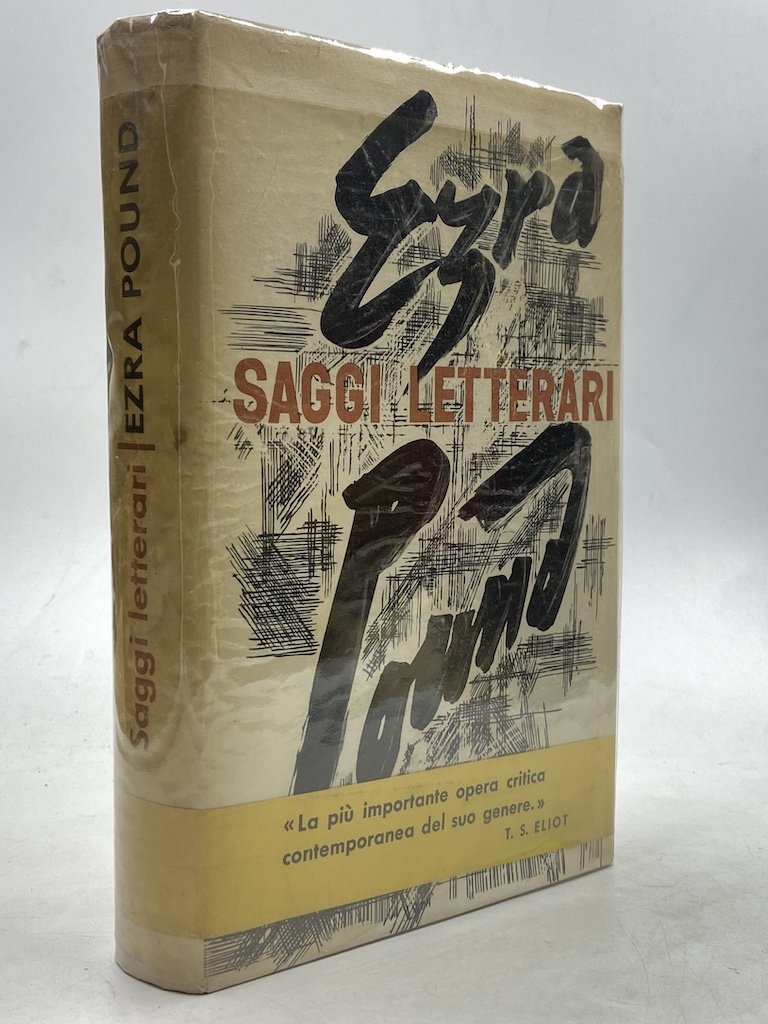 Saggi letterari | EZRA POUND
Ezra
SAGGI LETTERARI
Pound
«La più importante opera critica
contemporanea del suo genere.»
T. S. ELIOT